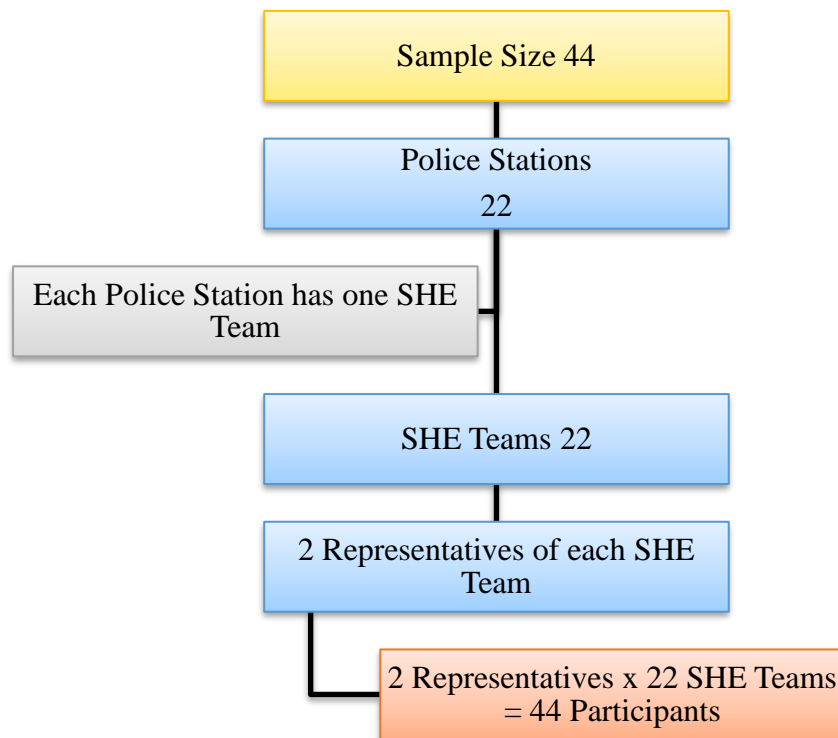 Sample Size 44
Police Stations
22
Each Police Station has one SHE
Team
SHE Teams 22
2 Representatives of each SHE
Team
2 Representatives x 22 SHE Teams
= 44 Participants